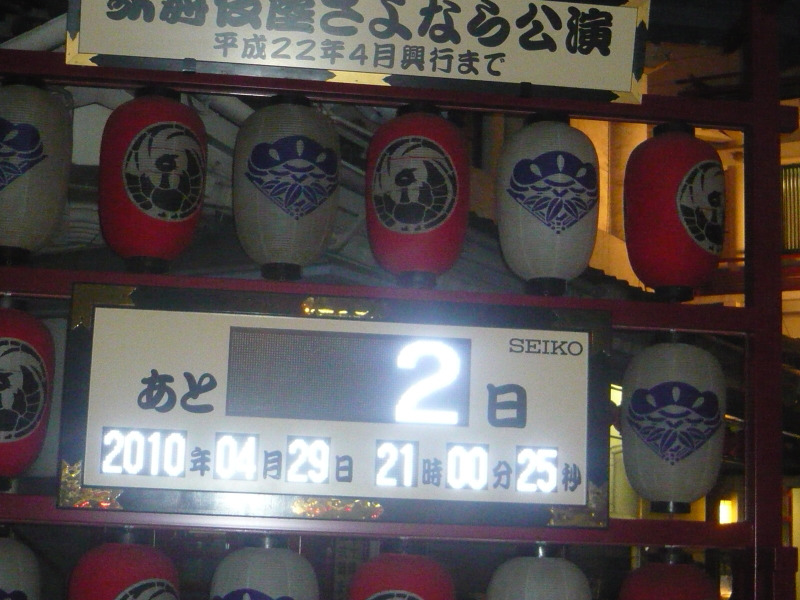 歌舞伎座さよなら公演
平成22年4月興行まで
SEIKO
あと 2 日
2010年04月29日 21時00分25秒